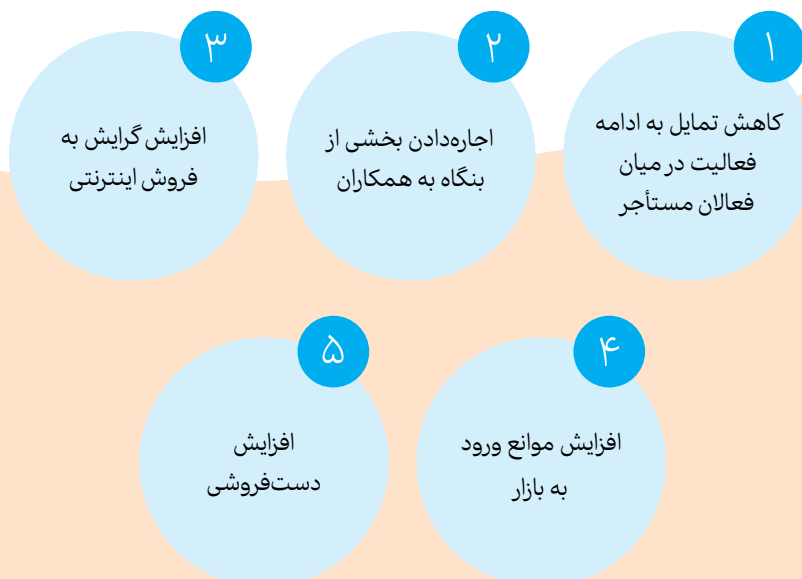 ۱
کاهش تمایل به ادامه
فعالیت در میان
فعالان مستأجر
۲
اجاره‌دادن بخشی از
بنگاه به همکاران
۳
افزایش گرایش به
فروش اینترنتی
۴
افزایش موانع ورود
به بازار
۵
افزایش
دست‌فروشی